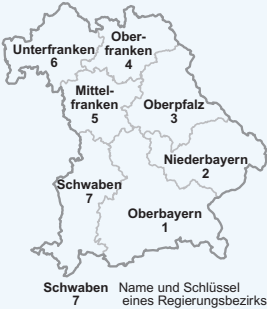 Unterfranken
6
Ober-
franken
4
Mittel-
franken
5
Oberpfalz
3
Niederbayern
2
Schwaben
7
Oberbayern
1
Schwaben Name und Schlüssel
7 eines Regierungsbezirks